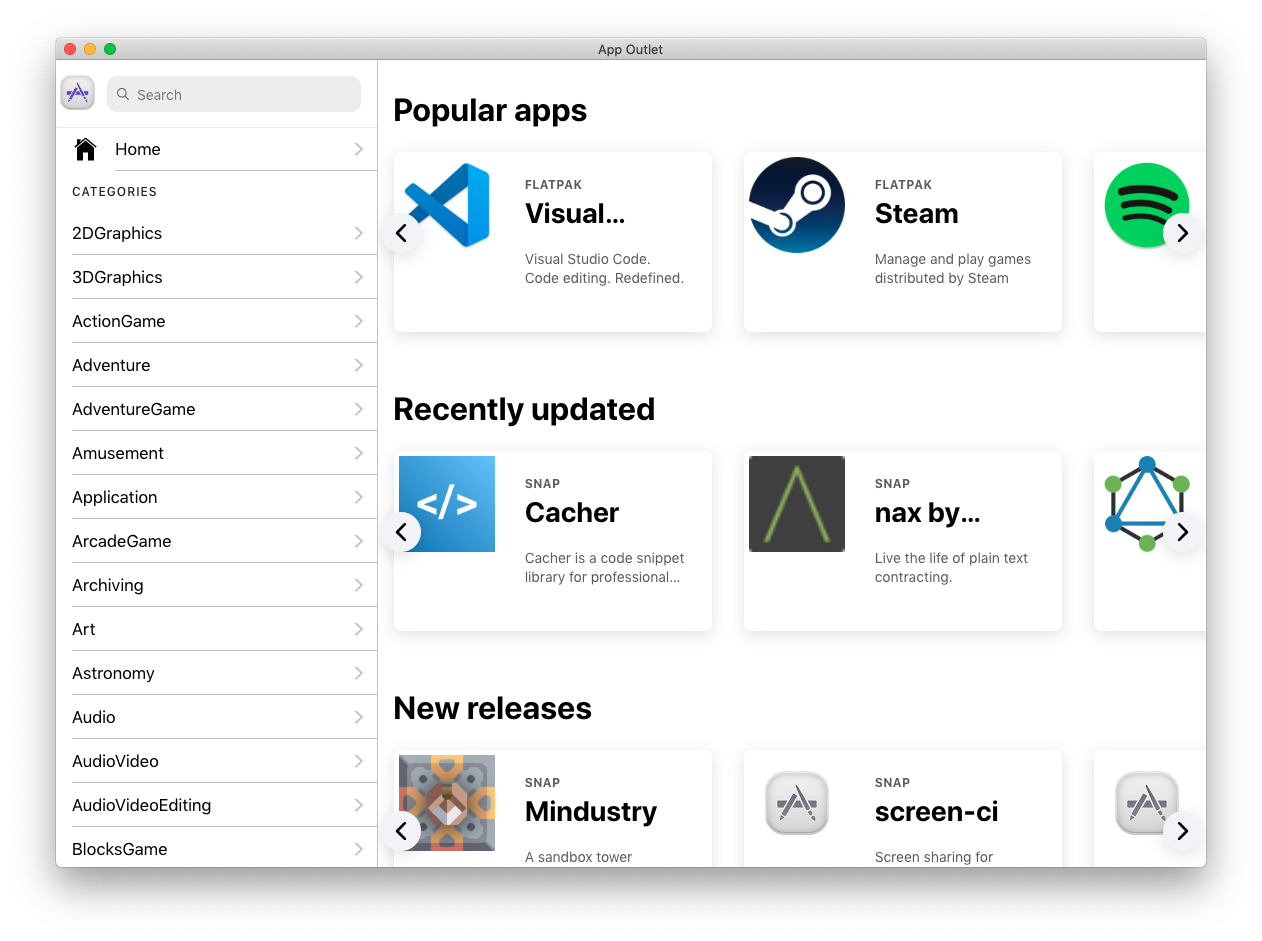 App Outlet
Search
Home
CATEGORIES
2DGraphics
3DGraphics
ActionGame
Adventure
AdventureGame
Amusement
Application
ArcadeGame
Archiving
Art
Astronomy
Audio
AudioVideo
AudioVideoEditing
BlocksGame
Popular apps
FLATPAK
Visual...
Visual Studio Code.
Code editing. Redefined.
FLATPAK
Steam
Manage and play games
distributed by Steam
Recently updated
</>
SNAP
Cacher
Cacher is a code snippet
library for professional...
SNAP
nax by...
Live the life of plain text
contracting.
New releases
SNAP
Mindustry
A sandbox tower
SNAP
screen-ci
Screen sharing for